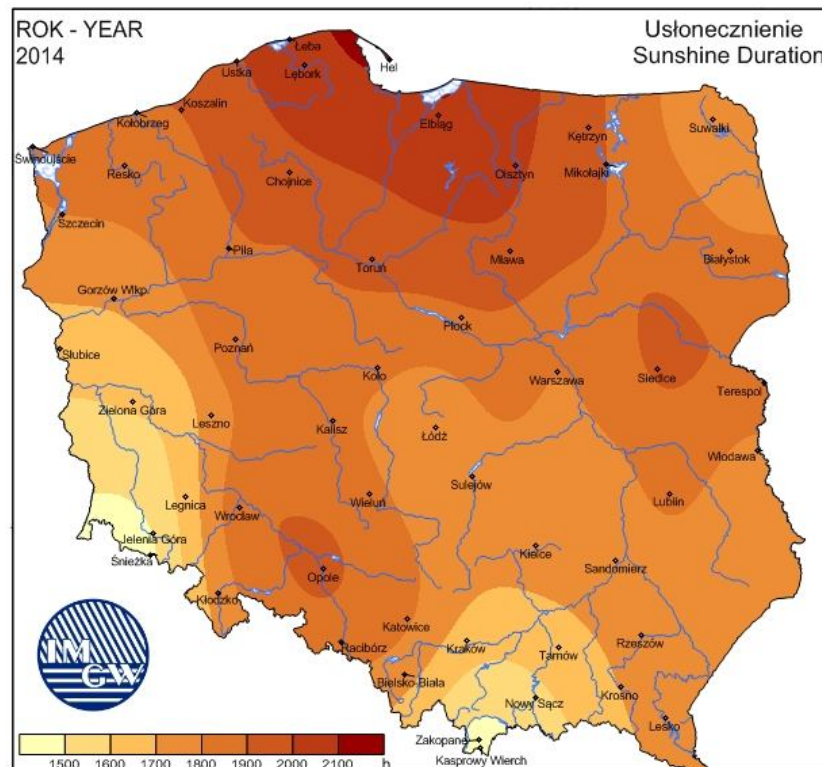 ROK - YEAR
2014
Usłonecznienie
Sunshine Duration
Łeba
Hel
Ustka
Lębork
Koszalin
Kołobrzeg
Elbląg
Kętrzyn
Suwałki
Świnoujście
Resko
Chojnice
Olsztyn
Mikołajki
Szczecin
Piła
Toruń
Mława
Białystok
Gorzów Wlkp.
Płock
Słubice
Poznań
Koło
Warszawa
Siedlce
Terespol
Zielona Góra
Leszno
Kalisz
Łódź
Włodawa
Sulejów
Legnica
Wrocław
Wieluń
Lublin
Jelenia Góra
Śnieżka
Opole
Kielce
Sandomierz
Kłodzko
Katowice
Racibórz
Kraków
Tarnów
Rzeszów
Bielsko-Biała
Nowy Sącz
Krosno
Lesko
Zakopane
Kasprowy Wierch
IM
GW
1500 1600 1700 1800 1900 2000 2100 h